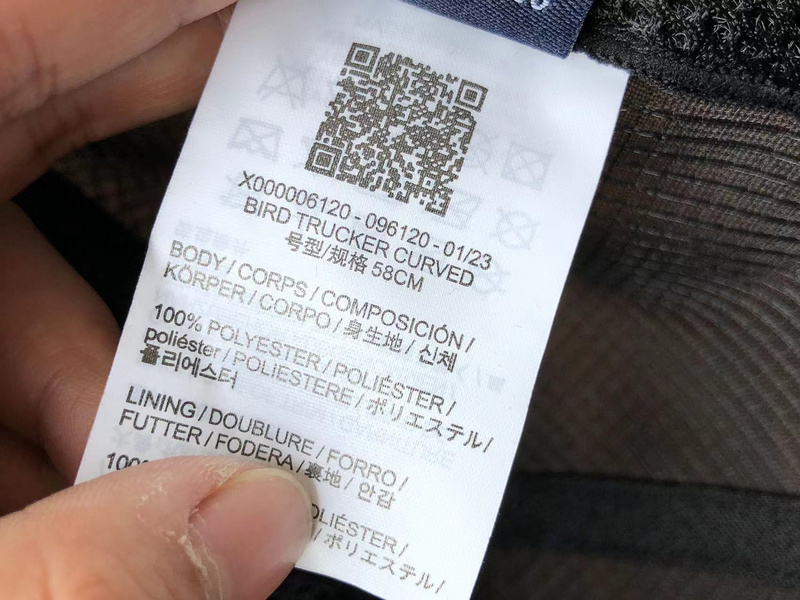 X000006120 - 096120 - 01/23
BIRD TRUCKER CURVED
号型/规格 58CM
BODY / CORPS / COMPOSICIÓN /
KÖRPER / CORPO / 身生地 / 신체
100% POLYESTER / POLIÉSTER /
poliéster / POLIESTERE / ポリエステル /
폴리에스터
LINING / DOUBLURE / FORRO /
FUTTER / FODERA / 裏地 / 안감
ポリエステル /